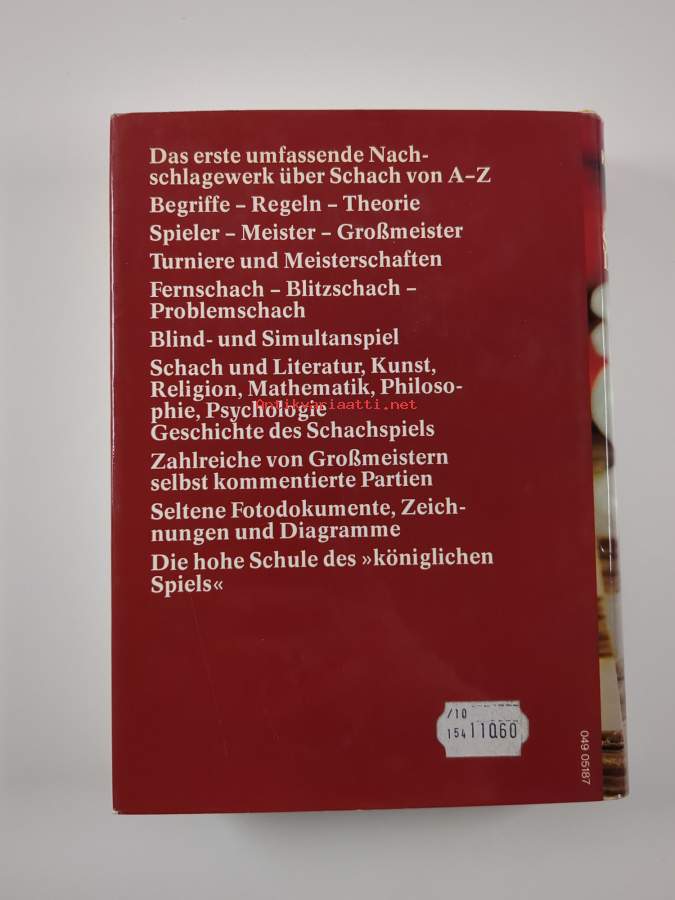 Das erste umfassende Nach-
schlagewerk über Schach von A–Z
Begriffe – Regeln – Theorie
Spieler – Meister – Großmeister
Turniere und Meisterschaften
Fernschach – Blitzschach –
Problemschach
Blind- und Simultanspiel
Schach und Literatur, Kunst,
Religion, Mathematik, Philoso-
phie, Psychologie
Antikvariaatti.net
Geschichte des Schachspiels
Zahlreiche von Großmeistern
selbst kommentierte Partien
Seltene Fotodokumente, Zeich-
nungen und Diagramme
Die hohe Schule des »königlichen
Spiels«
/10
154 110.60
049 05187